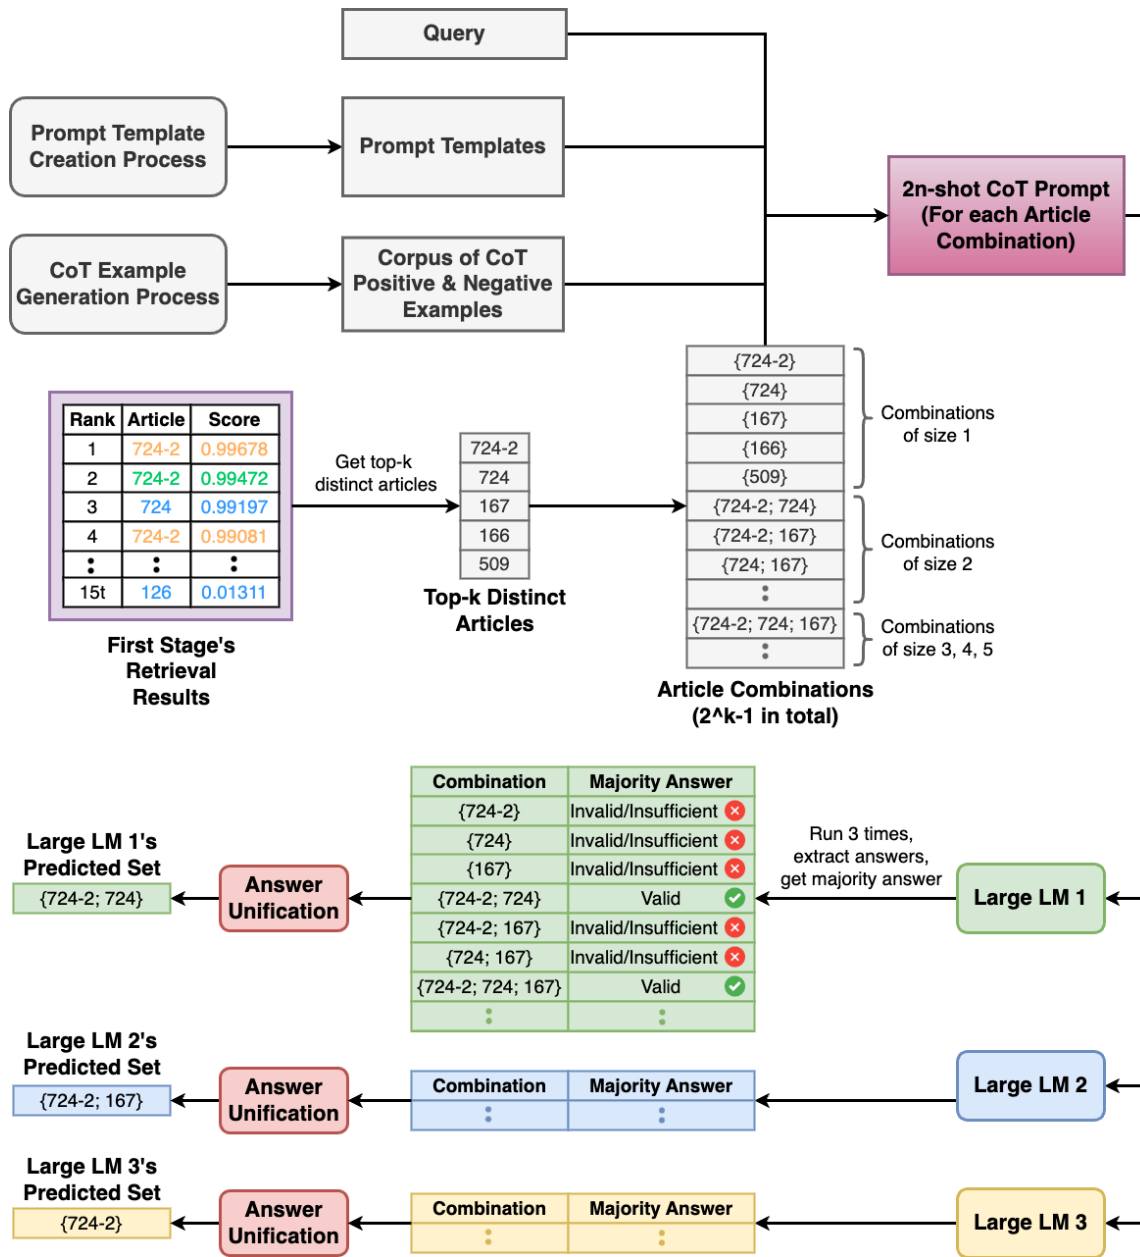 Query
Prompt Template
Creation Process
Prompt Templates
2n-shot CoT Prompt
(For each Article
Combination)
CoT Example
Generation Process
Corpus of CoT
Positive & Negative
Examples
Rank Article Score
1 724-2 0.99678
2 724-2 0.99472
3 724 0.99197
4 724-2 0.99081
15t 126 0.01311
First Stage's
Retrieval
Results
Get top-k
distinct articles
724-2
724
167
166
509
Top-k Distinct
Articles
{724-2}
{724}
{167}
{166}
{509}
{724-2; 724}
{724-2; 167}
{724; 167}
{724-2; 724; 167}
Combinations
of size 1
Combinations
of size 2
Combinations
of size 3, 4, 5
Article Combinations
(2^k-1 in total)
Large LM 1's
Predicted Set
{724-2; 724}
Answer
Unification
Combination Majority Answer
{724-2} Invalid/Insufficient
{724} Invalid/Insufficient
{167} Invalid/Insufficient
{724-2; 724} Valid
{724-2; 167} Invalid/Insufficient
{724; 167} Invalid/Insufficient
{724-2; 724; 167} Valid
Run 3 times,
extract answers,
get majority answer
Large LM 1
Large LM 2's
Predicted Set
{724-2; 167}
Answer
Unification
Combination Majority Answer
Large LM 2
Large LM 3's
Predicted Set
{724-2}
Answer
Unification
Combination Majority Answer
Large LM 3